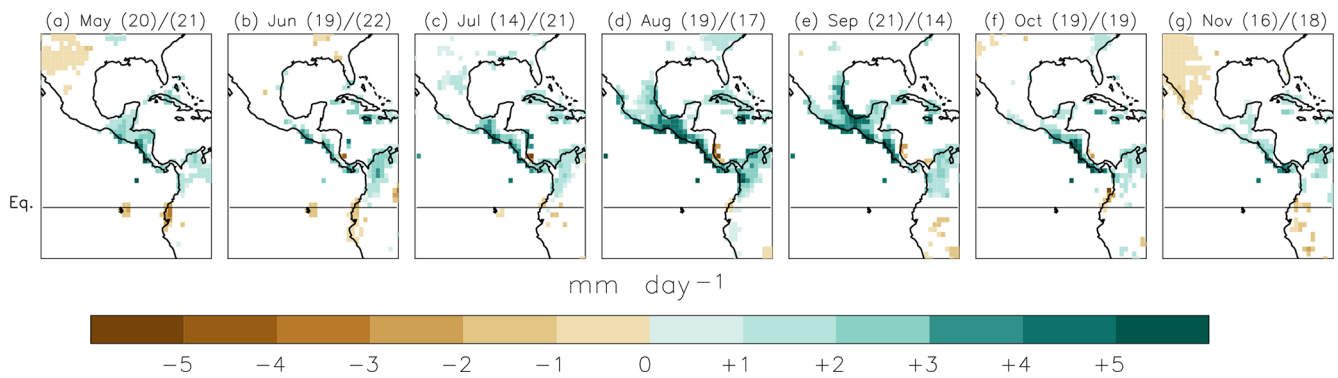 (a) May (20)/(21)
(b) Jun (19)/(22)
(c) Jul (14)/(21)
(d) Aug (19)/(17)
(e) Sep (21)/(14)
(f) Oct (19)/(19)
(g) Nov (16)/(18)
Eq.
mm day⁻¹
−5 −4 −3 −2 −1 0 +1 +2 +3 +4 +5